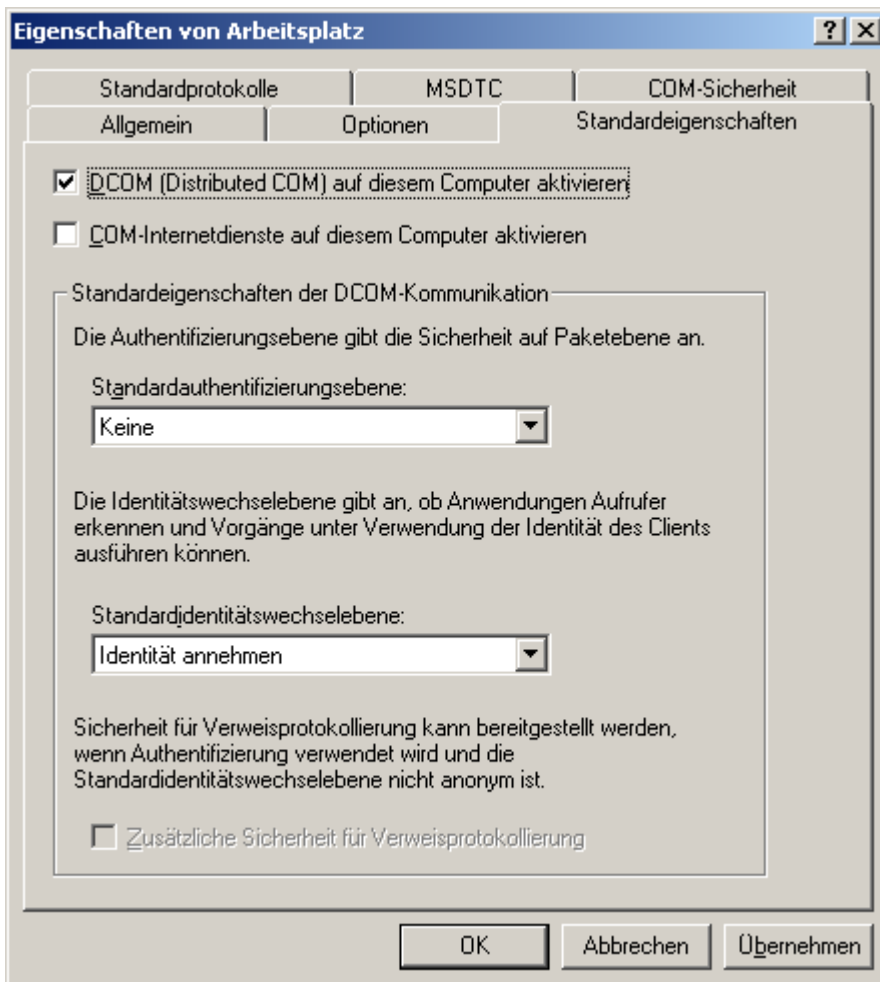 Eigenschaften von Arbeitsplatz
Standardprotokolle MSDTC COM-Sicherheit
Allgemein Optionen Standardeigenschaften
DCOM (Distributed COM) auf diesem Computer aktivieren
COM-Internetdienste auf diesem Computer aktivieren
Standardeigenschaften der DCOM-Kommunikation
Die Authentifizierungsebene gibt die Sicherheit auf Paketebene an.
Standardauthentifizierungsebene:
Keine
Die Identitätswechselebene gibt an, ob Anwendungen Aufrufer
erkennen und Vorgänge unter Verwendung der Identität des Clients
ausführen können.
Standardidentitätswechselebene:
Identität annehmen
Sicherheit für Verweisprotokollierung kann bereitgestellt werden,
wenn Authentifizierung verwendet wird und die
Standardidentitätswechselebene nicht anonym ist.
Zusätzliche Sicherheit für Verweisprotokollierung
OK Abbrechen Übernehmen